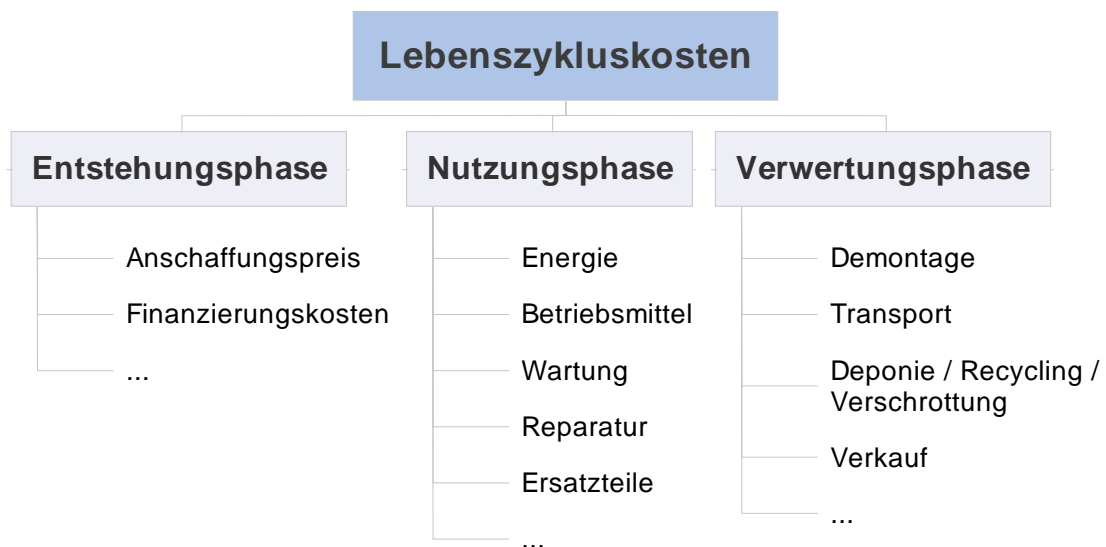 Lebenszykluskosten
Entstehungsphase
Anschaffungspreis
Finanzierungskosten
...
Nutzungsphase
Energie
Betriebsmittel
Wartung
Reparatur
Ersatzteile
...
Verwertungsphase
Demontage
Transport
Deponie / Recycling /
Verschrottung
Verkauf
...